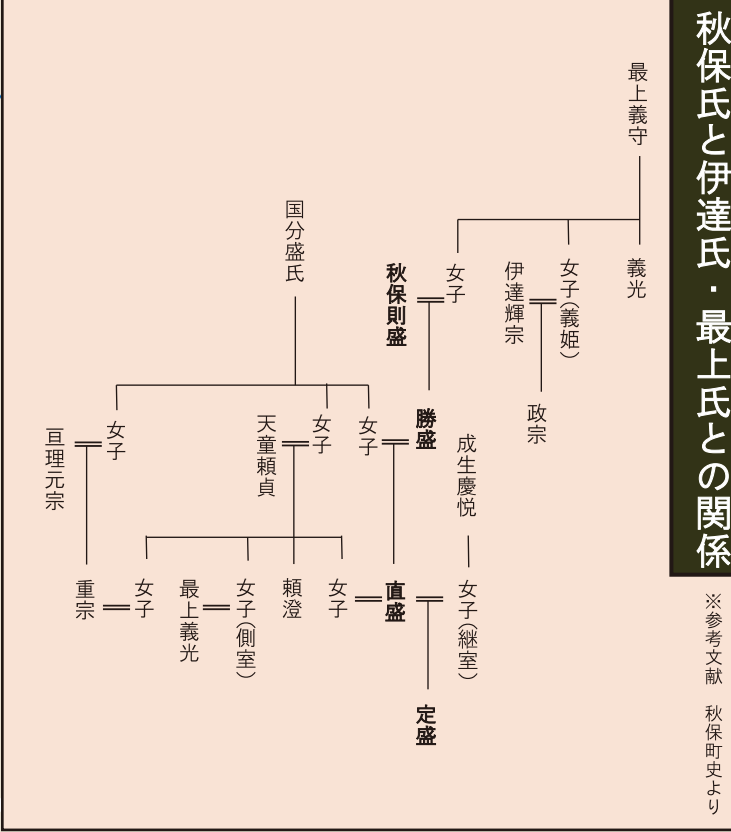 秋保氏と伊達氏・最上氏との関係
※参考文献　秋保町史より
最上義守
義光
女子（義姫）
伊達輝宗
政宗
女子
秋保則盛
勝盛
成生慶悦
女子（継室）
国分盛氏
女子
直盛
定盛
女子
天童頼貞
女子
頼澄
女子（側室）
最上義光
女子
女子
亘理元宗
重宗